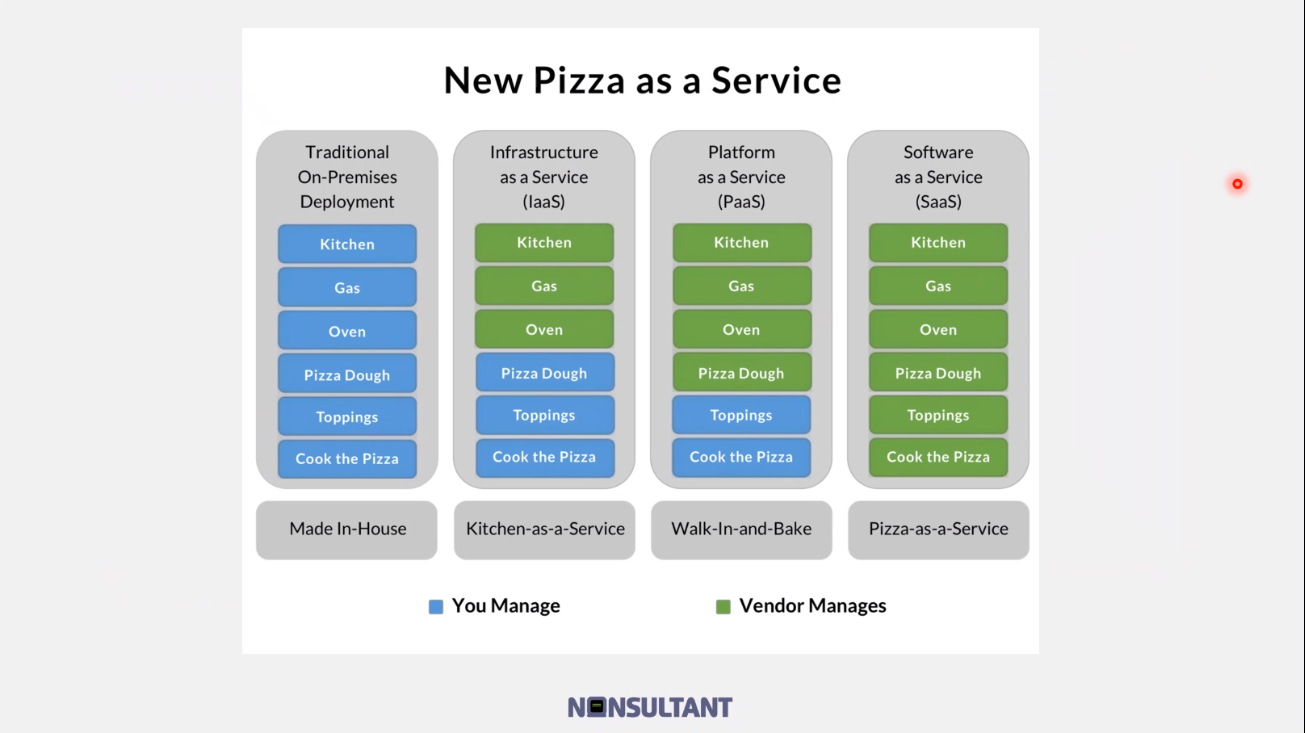 New Pizza as a Service
Traditional
On-Premises
Deployment
Kitchen
Gas
Oven
Pizza Dough
Toppings
Cook the Pizza
Made In-House
Infrastructure
as a Service
(IaaS)
Kitchen
Gas
Oven
Pizza Dough
Toppings
Cook the Pizza
Kitchen-as-a-Service
Platform
as a Service
(PaaS)
Kitchen
Gas
Oven
Pizza Dough
Toppings
Cook the Pizza
Walk-In-and-Bake
Software
as a Service
(SaaS)
Kitchen
Gas
Oven
Pizza Dough
Toppings
Cook the Pizza
Pizza-as-a-Service
You Manage
Vendor Manages
NONSULTANT